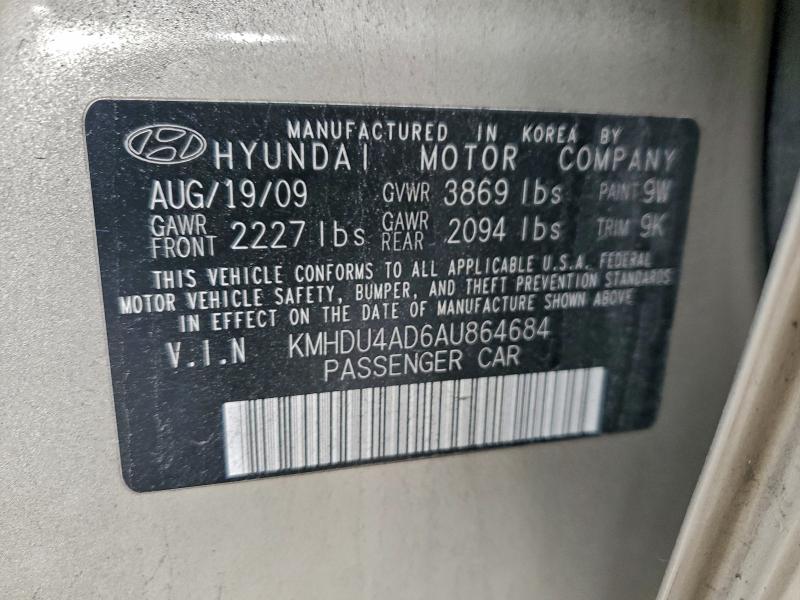 MANUFACTURED IN KOREA BY
HYUNDAI MOTOR COMPANY
AUG/19/09 GVWR 3869 lbs PAINT 9W
GAWR FRONT 2227 lbs GAWR REAR 2094 lbs TRIM 9K
THIS VEHICLE CONFORMS TO ALL APPLICABLE U.S.A. FEDERAL
MOTOR VEHICLE SAFETY, BUMPER, AND THEFT PREVENTION STANDARDS
IN EFFECT ON THE DATE OF MANUFACTURE SHOWN ABOVE
V.I.N KMHDU4AD6AU864684
PASSENGER CAR